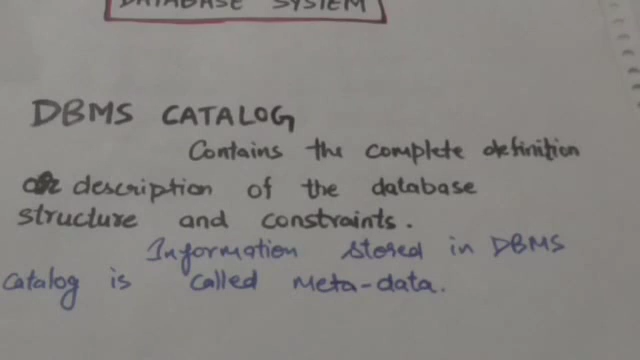 DATABASE SYSTEM
DBMS CATALOG
Contains the complete definition
or description of the database
structure and constraints.
Information stored in DBMS
catalog is called Meta-data.